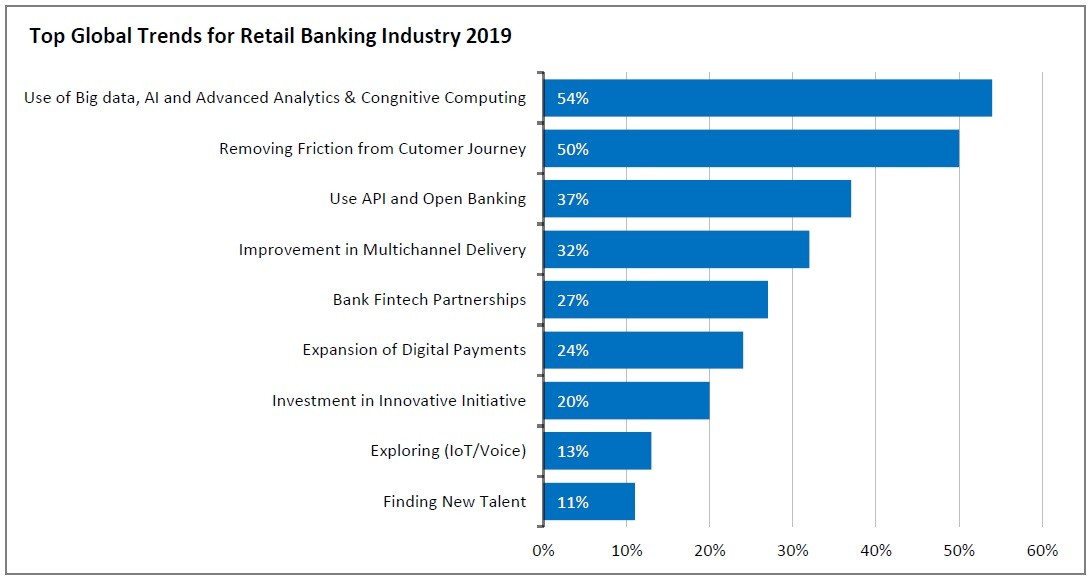 Top Global Trends for Retail Banking Industry 2019
Use of Big data, AI and Advanced Analytics & Congnitive Computing 54%
Removing Friction from Cutomer Journey 50%
Use API and Open Banking 37%
Improvement in Multichannel Delivery 32%
Bank Fintech Partnerships 27%
Expansion of Digital Payments 24%
Investment in Innovative Initiative 20%
Exploring (IoT/Voice) 13%
Finding New Talent 11%
0% 10% 20% 30% 40% 50% 60%